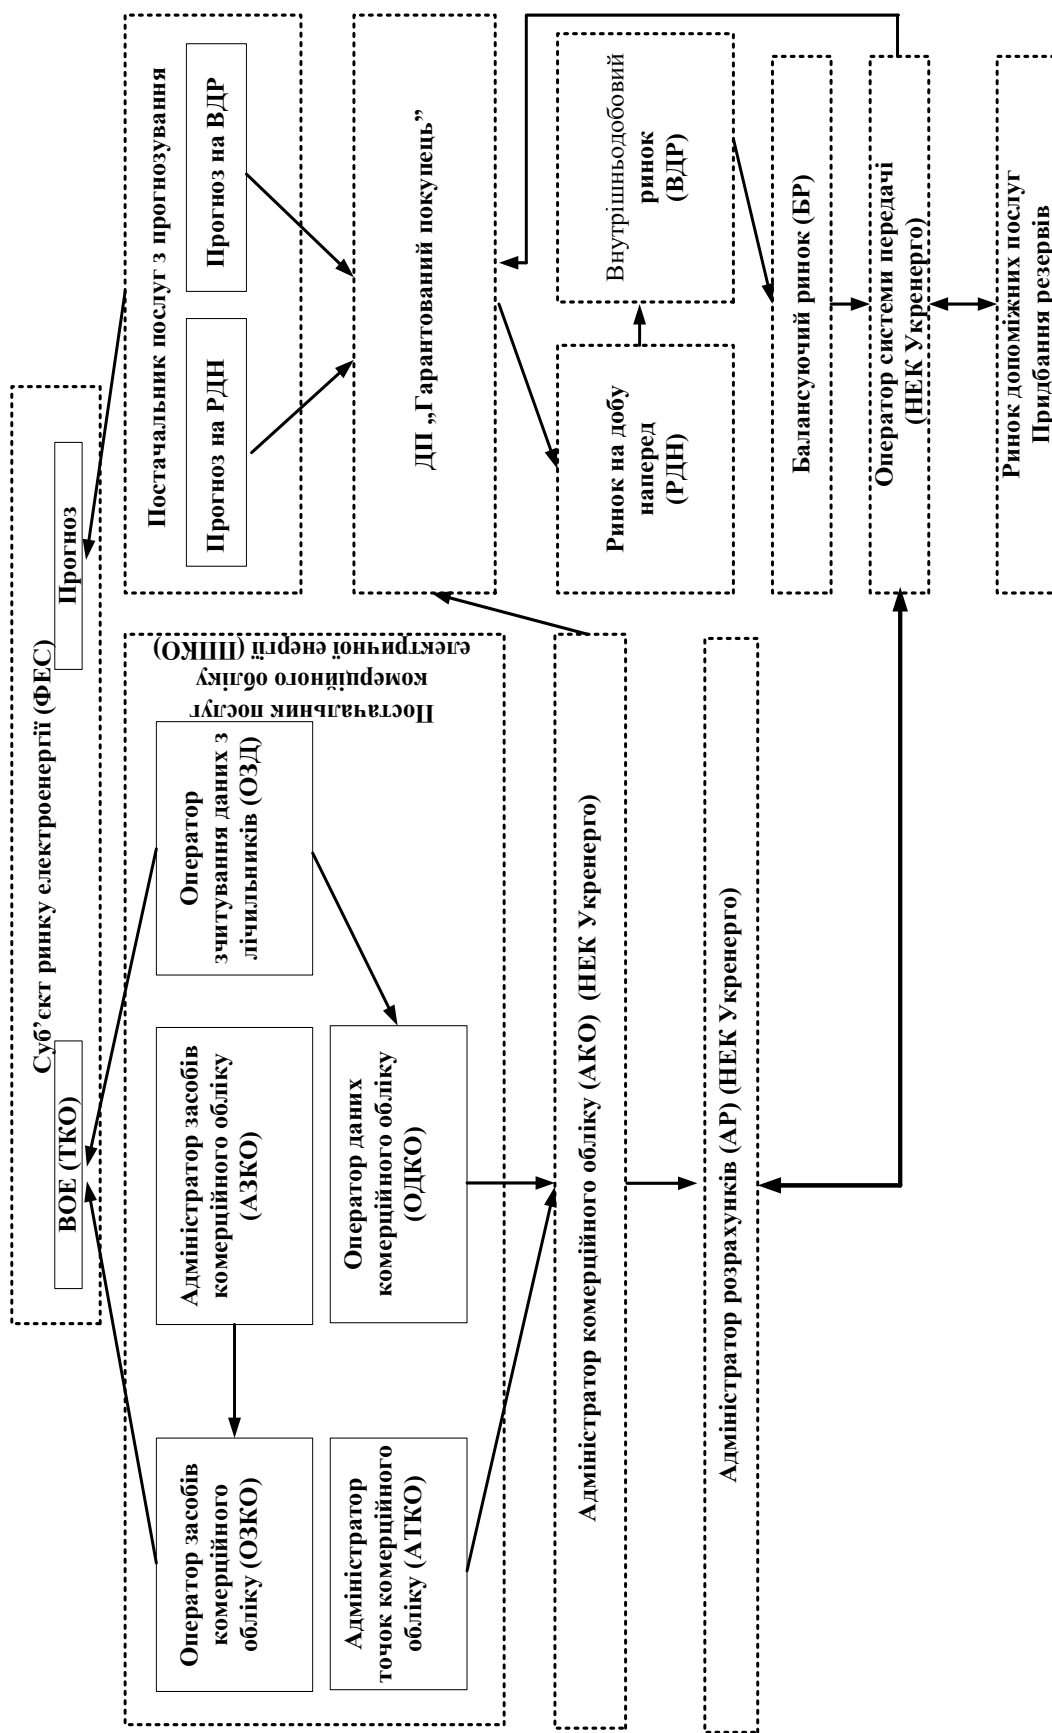 Суб’єкт ринку електроенергії (ФЕС)
ВОЕ (ТКО)
Прогноз
Оператор засобів
комерційного
обліку (ОЗКО)
Адміністратор засобів
комерційного обліку
(АЗКО)
Оператор
зчитування даних з
лічильників (ОЗД)
Адміністратор
точок комерційного
обліку (АТКО)
Оператор даних
комерційного обліку
(ОДКО)
Постачальник послуг
комерційного обліку
електричної енергії (ППКО)
Постачальник послуг з прогнозування
Прогноз на РДН
Прогноз на ВДР
ДП „Гарантований покупець”
Адміністратор комерційного обліку (АКО) (НЕК Укренерго)
Ринок на добу
наперед
(РДН)
Внутрішньодобовий
ринок
(ВДР)
Адміністратор розрахунків (АР) (НЕК Укренерго)
Балансуючий ринок (БР)
Оператор системи передачі
(НЕК Укренерго)
Ринок допоміжних послуг
Придбання резервів